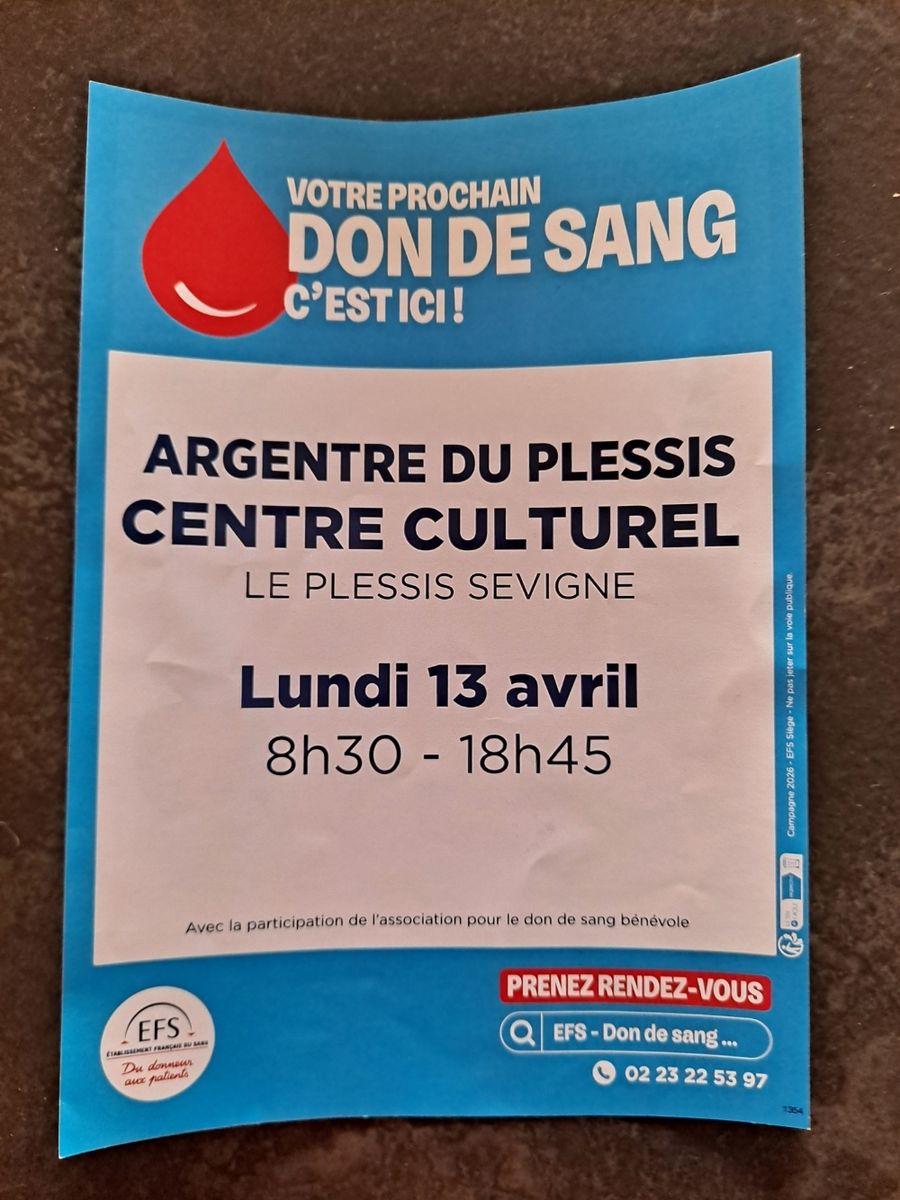 VOTRE PROCHAIN
DON DE SANG
C'EST ICI !
ARGENTRE DU PLESSIS
CENTRE CULTUREL
LE PLESSIS SEVIGNE
Lundi 13 avril
8h30 - 18h45
Avec la participation de l'association pour le don de sang bénévole
Campagne 2026 - EFS Siège - Ne pas jeter sur la voie publique.
PRENEZ RENDEZ-VOUS
EFS - Don de sang ...
02 23 22 53 97
EFS
ÉTABLISSEMENT FRANÇAIS DU SANG
Du donneur
aux patients
1354